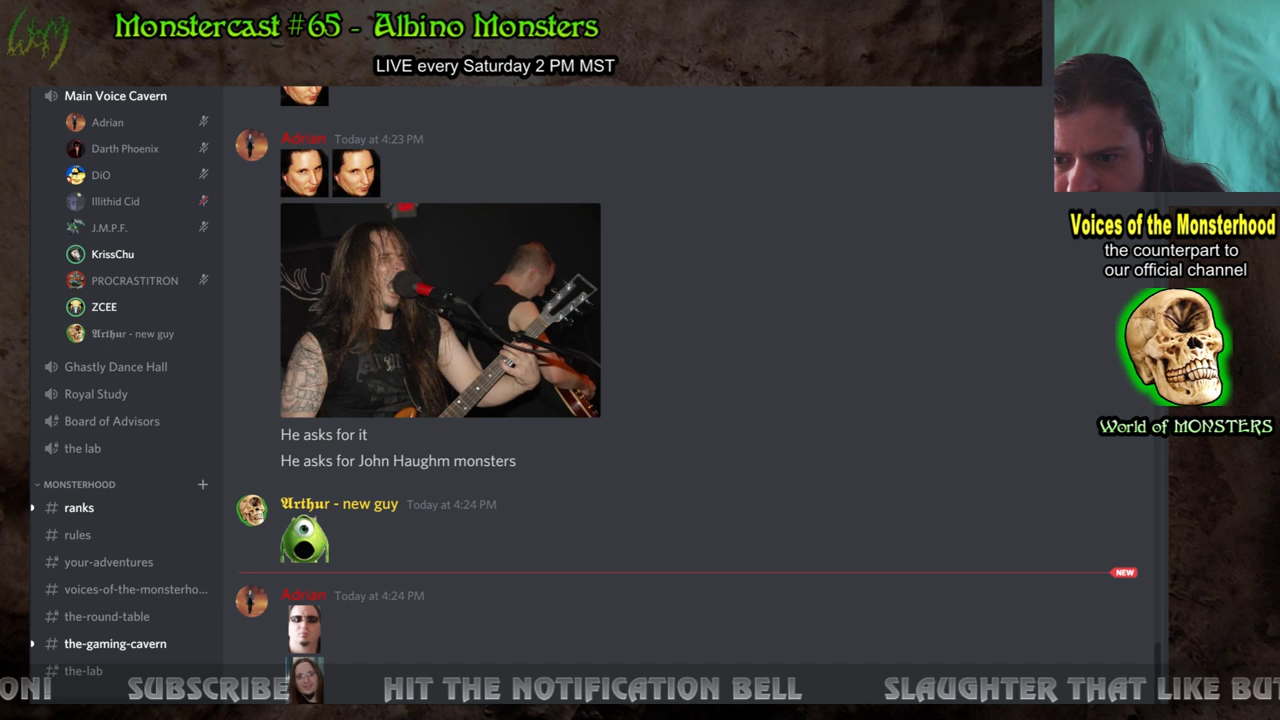 Monstercast #65 - Albino Monsters
LIVE every Saturday 2 PM MST
Main Voice Cavern
Adrian
Darth Phoenix
DiO
Illithid Cid
J.M.P.F.
KrissChu
PROCRASTITRON
ZCEE
𝕬𝖗𝖙𝖍𝖚𝖗 - new guy
Ghastly Dance Hall
Royal Study
Board of Advisors
the lab
MONSTERHOOD +
# ranks
# rules
# your-adventures
# voices-of-the-monsterho...
# the-round-table
# the-gaming-cavern
# the-lab
Adrian Today at 4:23 PM
He asks for it
He asks for John Haughm monsters
𝕬𝖗𝖙𝖍𝖚𝖗 - new guy Today at 4:24 PM
NEW
Adrian Today at 4:24 PM
Voices of the Monsterhood
the counterpart to
our official channel
World of MONSTERS
ON! SUBSCRIBE HIT THE NOTIFICATION BELL SLAUGHTER THAT LIKE BUT